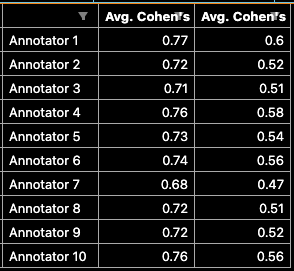 Avg. Cohen's Avg. Cohen's
Annotator 1 0.77 0.6
Annotator 2 0.72 0.52
Annotator 3 0.71 0.51
Annotator 4 0.76 0.58
Annotator 5 0.73 0.54
Annotator 6 0.74 0.56
Annotator 7 0.68 0.47
Annotator 8 0.72 0.51
Annotator 9 0.72 0.52
Annotator 10 0.76 0.56